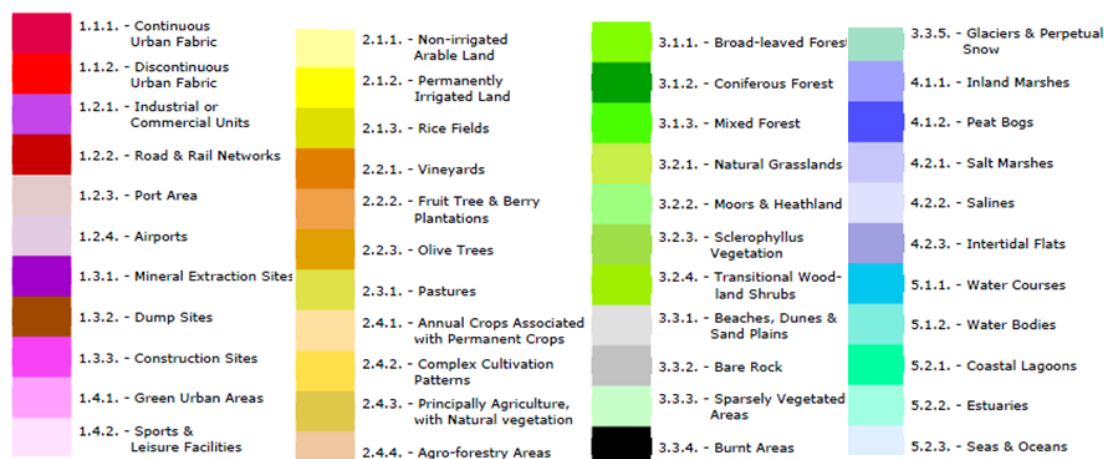 1.1.1. - Continuous
Urban Fabric
1.1.2. - Discontinuous
Urban Fabric
1.2.1. - Industrial or
Commercial Units
1.2.2. - Road & Rail Networks
1.2.3. - Port Area
1.2.4. - Airports
1.3.1. - Mineral Extraction Sites
1.3.2. - Dump Sites
1.3.3. - Construction Sites
1.4.1. - Green Urban Areas
1.4.2. - Sports &
Leisure Facilities
2.1.1. - Non-irrigated
Arable Land
2.1.2. - Permanently
Irrigated Land
2.1.3. - Rice Fields
2.2.1. - Vineyards
2.2.2. - Fruit Tree & Berry
Plantations
2.2.3. - Olive Trees
2.3.1. - Pastures
2.4.1. - Annual Crops Associated
with Permanent Crops
2.4.2. - Complex Cultivation
Patterns
2.4.3. - Principally Agriculture,
with Natural vegetation
2.4.4. - Agro-forestry Areas
3.1.1. - Broad-leaved Forest
3.1.2. - Coniferous Forest
3.1.3. - Mixed Forest
3.2.1. - Natural Grasslands
3.2.2. - Moors & Heathland
3.2.3. - Sclerophyllus
Vegetation
3.2.4. - Transitional Wood-
land Shrubs
3.3.1. - Beaches, Dunes &
Sand Plains
3.3.2. - Bare Rock
3.3.3. - Sparsely Vegetated
Areas
3.3.4. - Burnt Areas
3.3.5. - Glaciers & Perpetual
Snow
4.1.1. - Inland Marshes
4.1.2. - Peat Bogs
4.2.1. - Salt Marshes
4.2.2. - Salines
4.2.3. - Intertidal Flats
5.1.1. - Water Courses
5.1.2. - Water Bodies
5.2.1. - Coastal Lagoons
5.2.2. - Estuaries
5.2.3. - Seas & Oceans